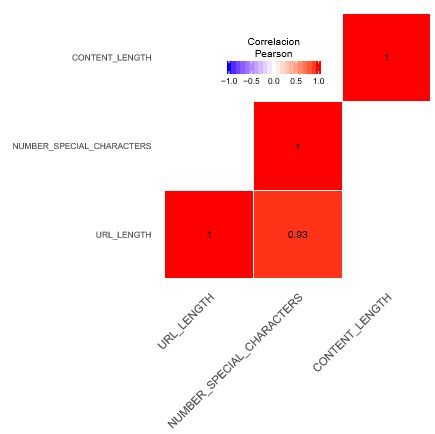 Correlacion
Pearson
−1.0 −0.5 0.0 0.5 1.0
CONTENT_LENGTH
1
NUMBER_SPECIAL_CHARACTERS
1
URL_LENGTH
1
0.93
URL_LENGTH
NUMBER_SPECIAL_CHARACTERS
CONTENT_LENGTH